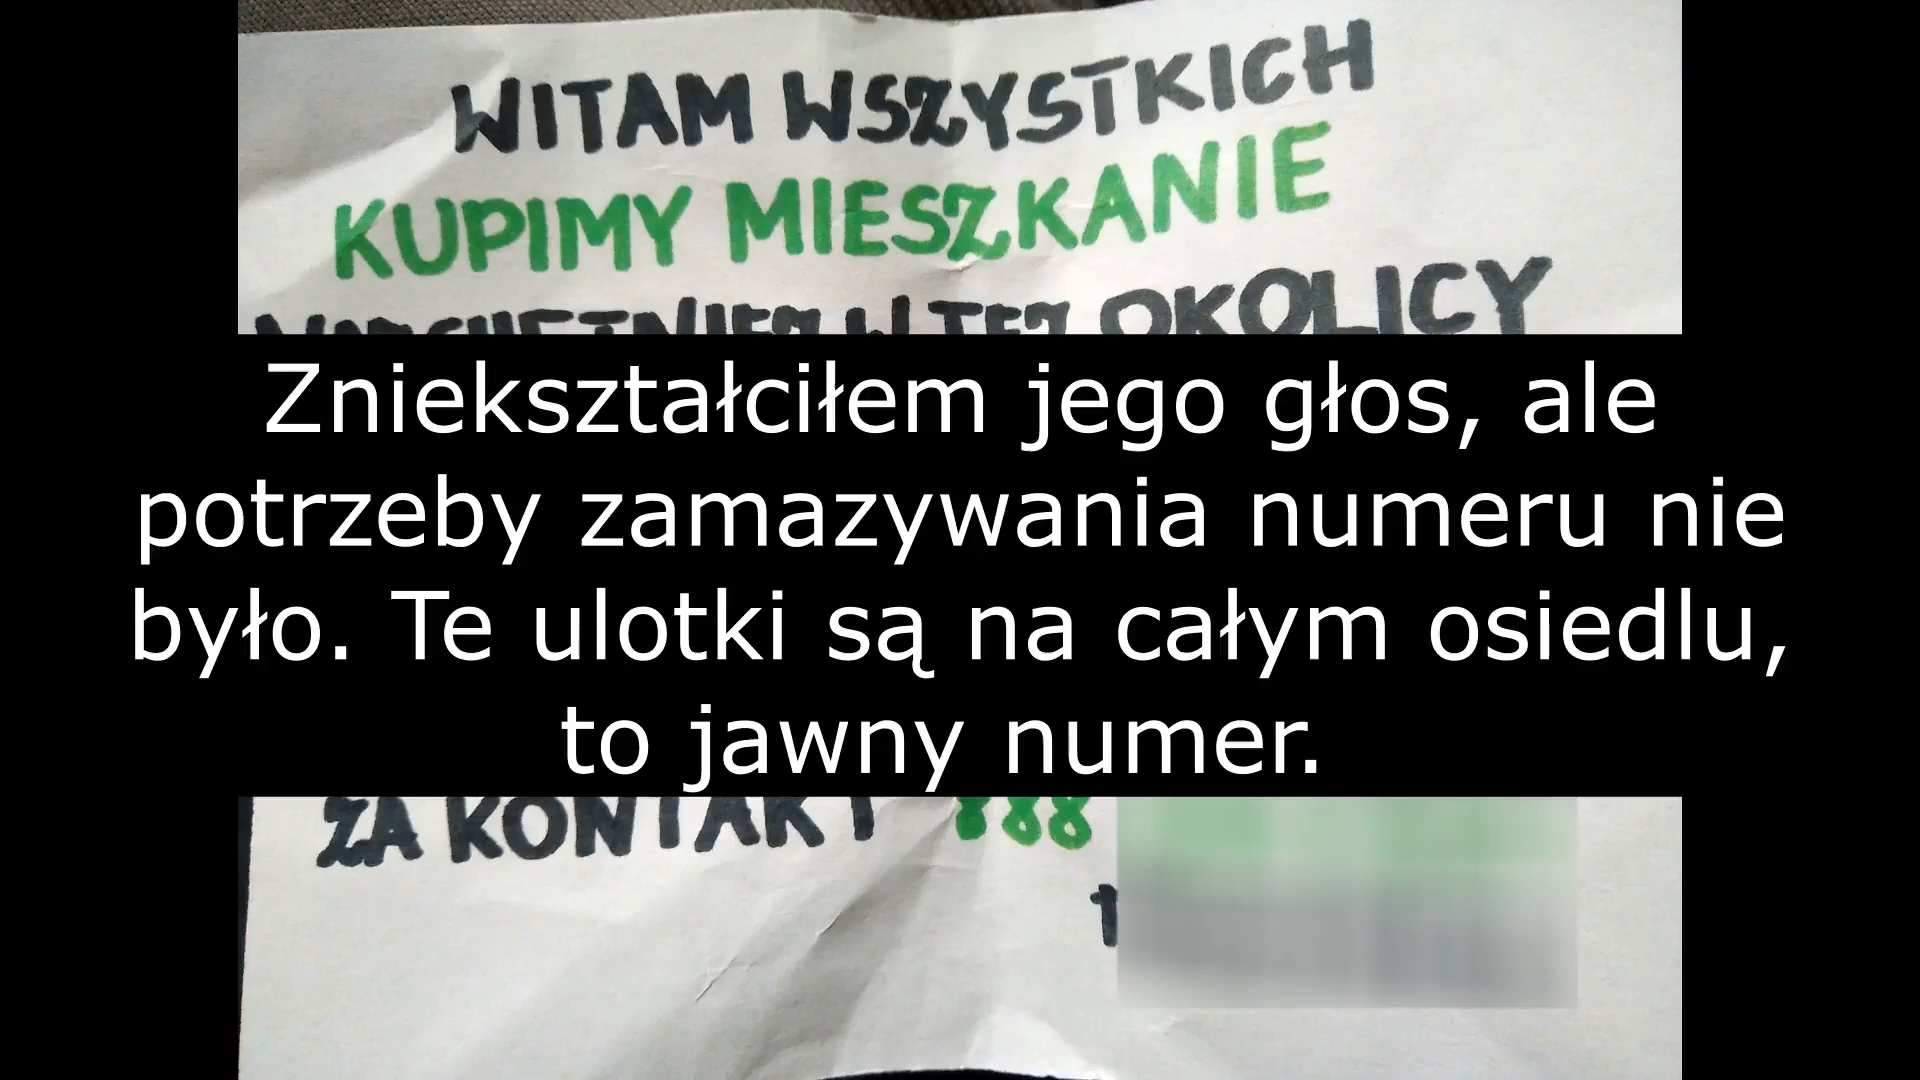 WITAM WSZYSTKICH
KUPIMY MIESZKANIE
W TEJ OKOLICY
Zniekształciłem jego głos, ale
potrzeby zamazywania numeru nie
było. Te ulotki są na całym osiedlu,
to jawny numer.
ZA KONTAKT 888